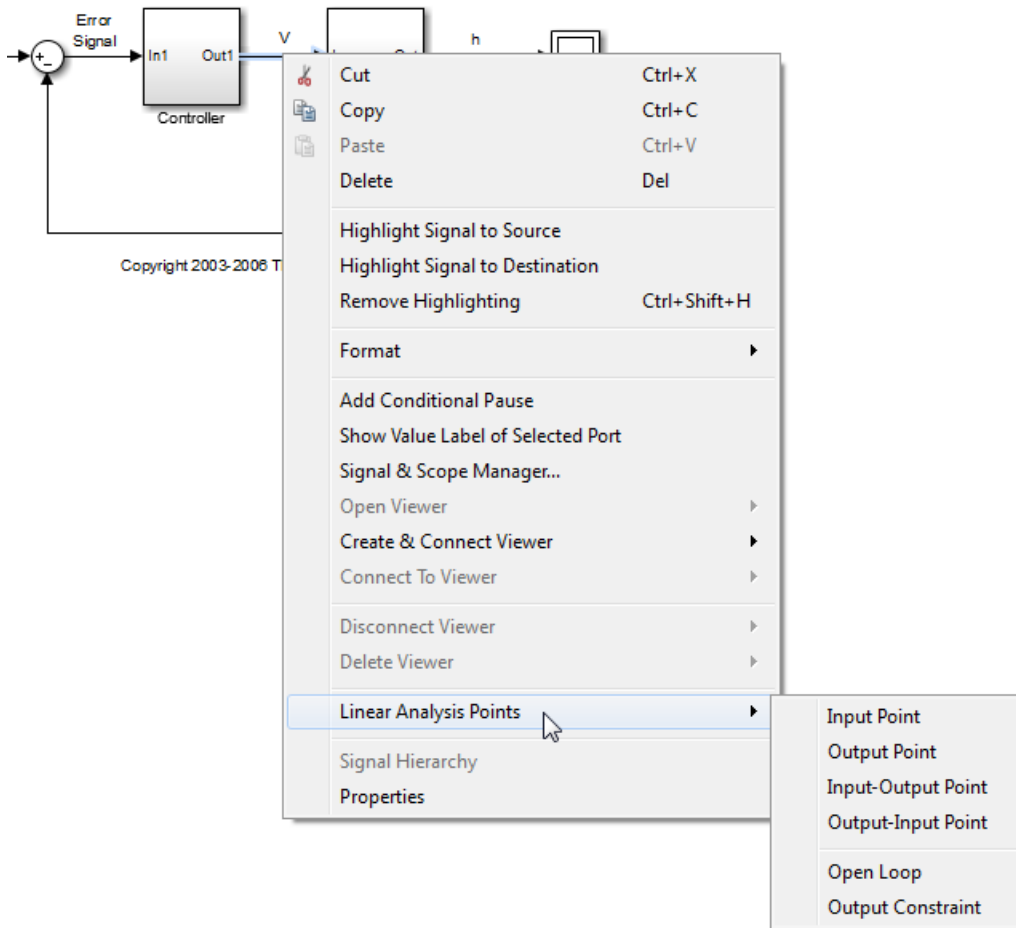 Error
Signal
V
h
+
-
In1 Out1
Controller
Copyright 2003-2006
Cut Ctrl+X
Copy Ctrl+C
Paste Ctrl+V
Delete Del
Highlight Signal to Source
Highlight Signal to Destination
Remove Highlighting Ctrl+Shift+H
Format
Add Conditional Pause
Show Value Label of Selected Port
Signal & Scope Manager...
Open Viewer
Create & Connect Viewer
Connect To Viewer
Disconnect Viewer
Delete Viewer
Linear Analysis Points
Signal Hierarchy
Properties
Input Point
Output Point
Input-Output Point
Output-Input Point
Open Loop
Output Constraint